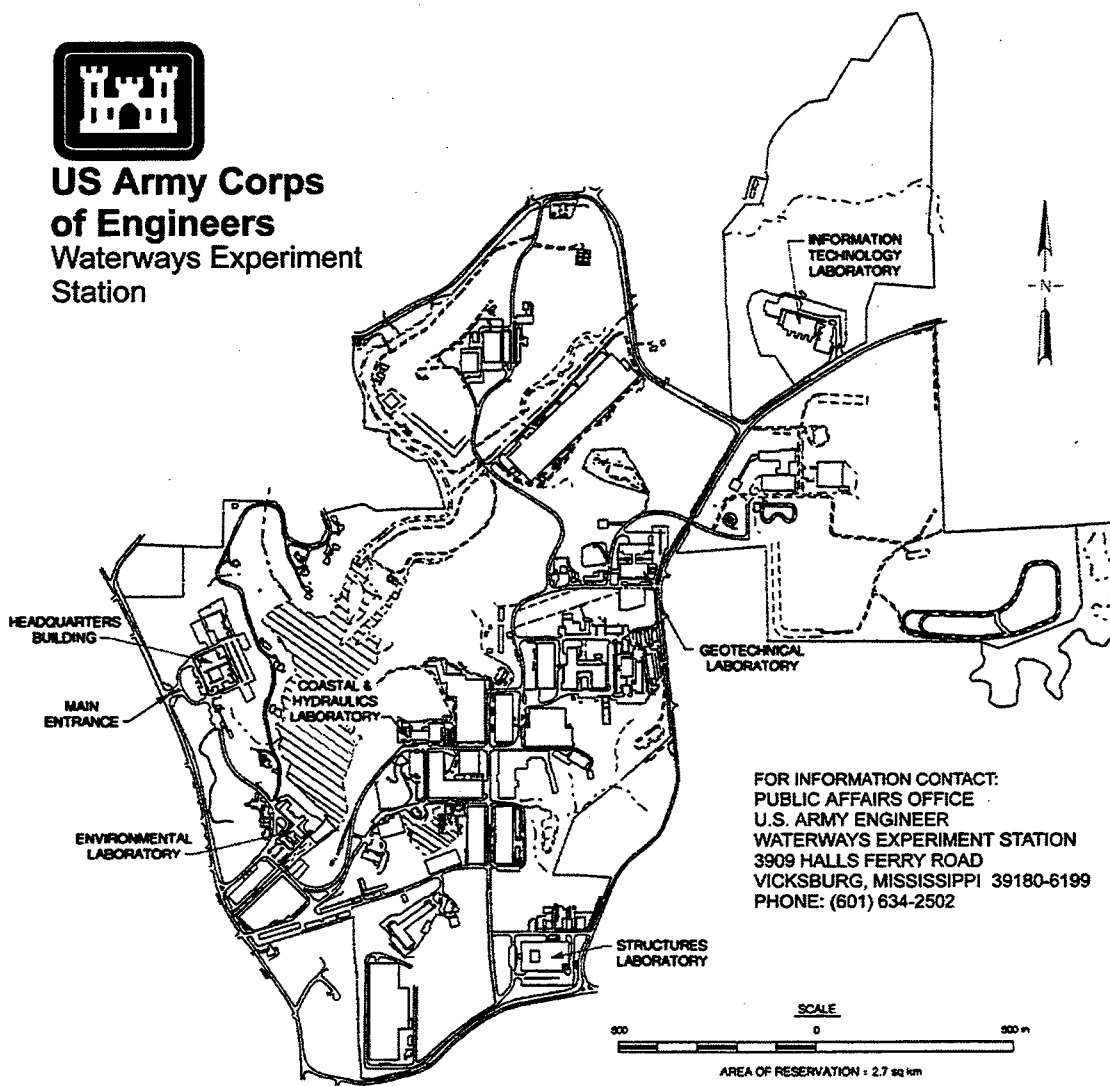 US Army Corps
of Engineers
Waterways Experiment
Station
INFORMATION
TECHNOLOGY
LABORATORY
-N-
HEADQUARTERS
BUILDING
MAIN
ENTRANCE
COASTAL &
HYDRAULICS
LABORATORY
GEOTECHNICAL
LABORATORY
ENVIRONMENTAL
LABORATORY
FOR INFORMATION CONTACT:
PUBLIC AFFAIRS OFFICE
U.S. ARMY ENGINEER
WATERWAYS EXPERIMENT STATION
3909 HALLS FERRY ROAD
VICKSBURG, MISSISSIPPI 39180-6199
PHONE: (601) 634-2502
STRUCTURES
LABORATORY
SCALE
500 0 500 m
AREA OF RESERVATION : 2.7 sq km